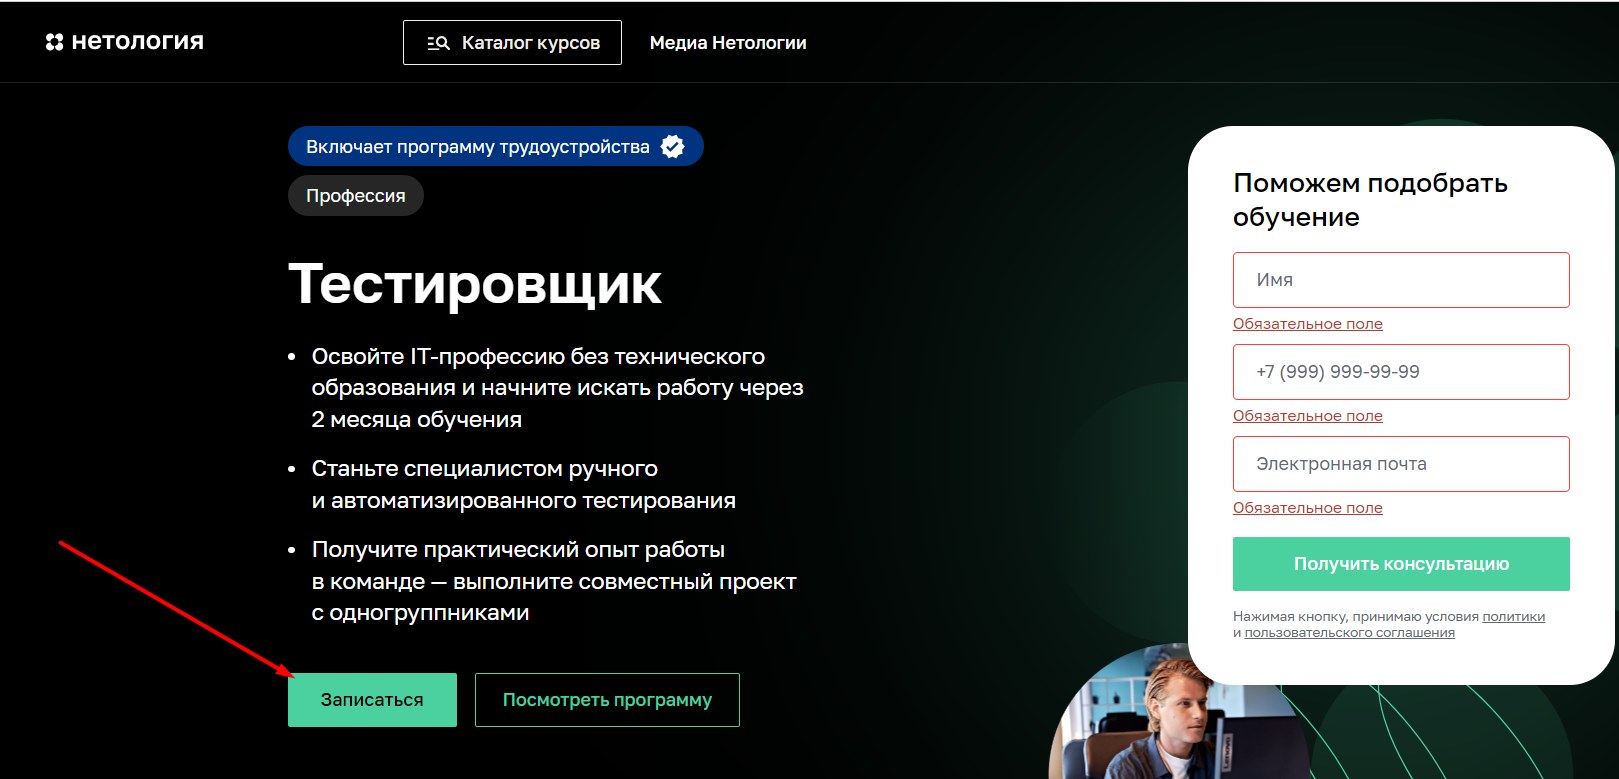 нетология
Каталог курсов
Медиа Нетологии
Включает программу трудоустройства
Профессия
Тестировщик
Освойте IT-профессию без технического
образования и начните искать работу через
2 месяца обучения
Станьте специалистом ручного
и автоматизированного тестирования
Получите практический опыт работы
в команде — выполните совместный проект
с одногруппниками
Записаться
Посмотреть программу
Поможем подобрать
обучение
Имя
Обязательное поле
+7 (999) 999-99-99
Обязательное поле
Электронная почта
Обязательное поле
Получить консультацию
Нажимая кнопку, принимаю условия политики
и пользовательского соглашения
Lenovo